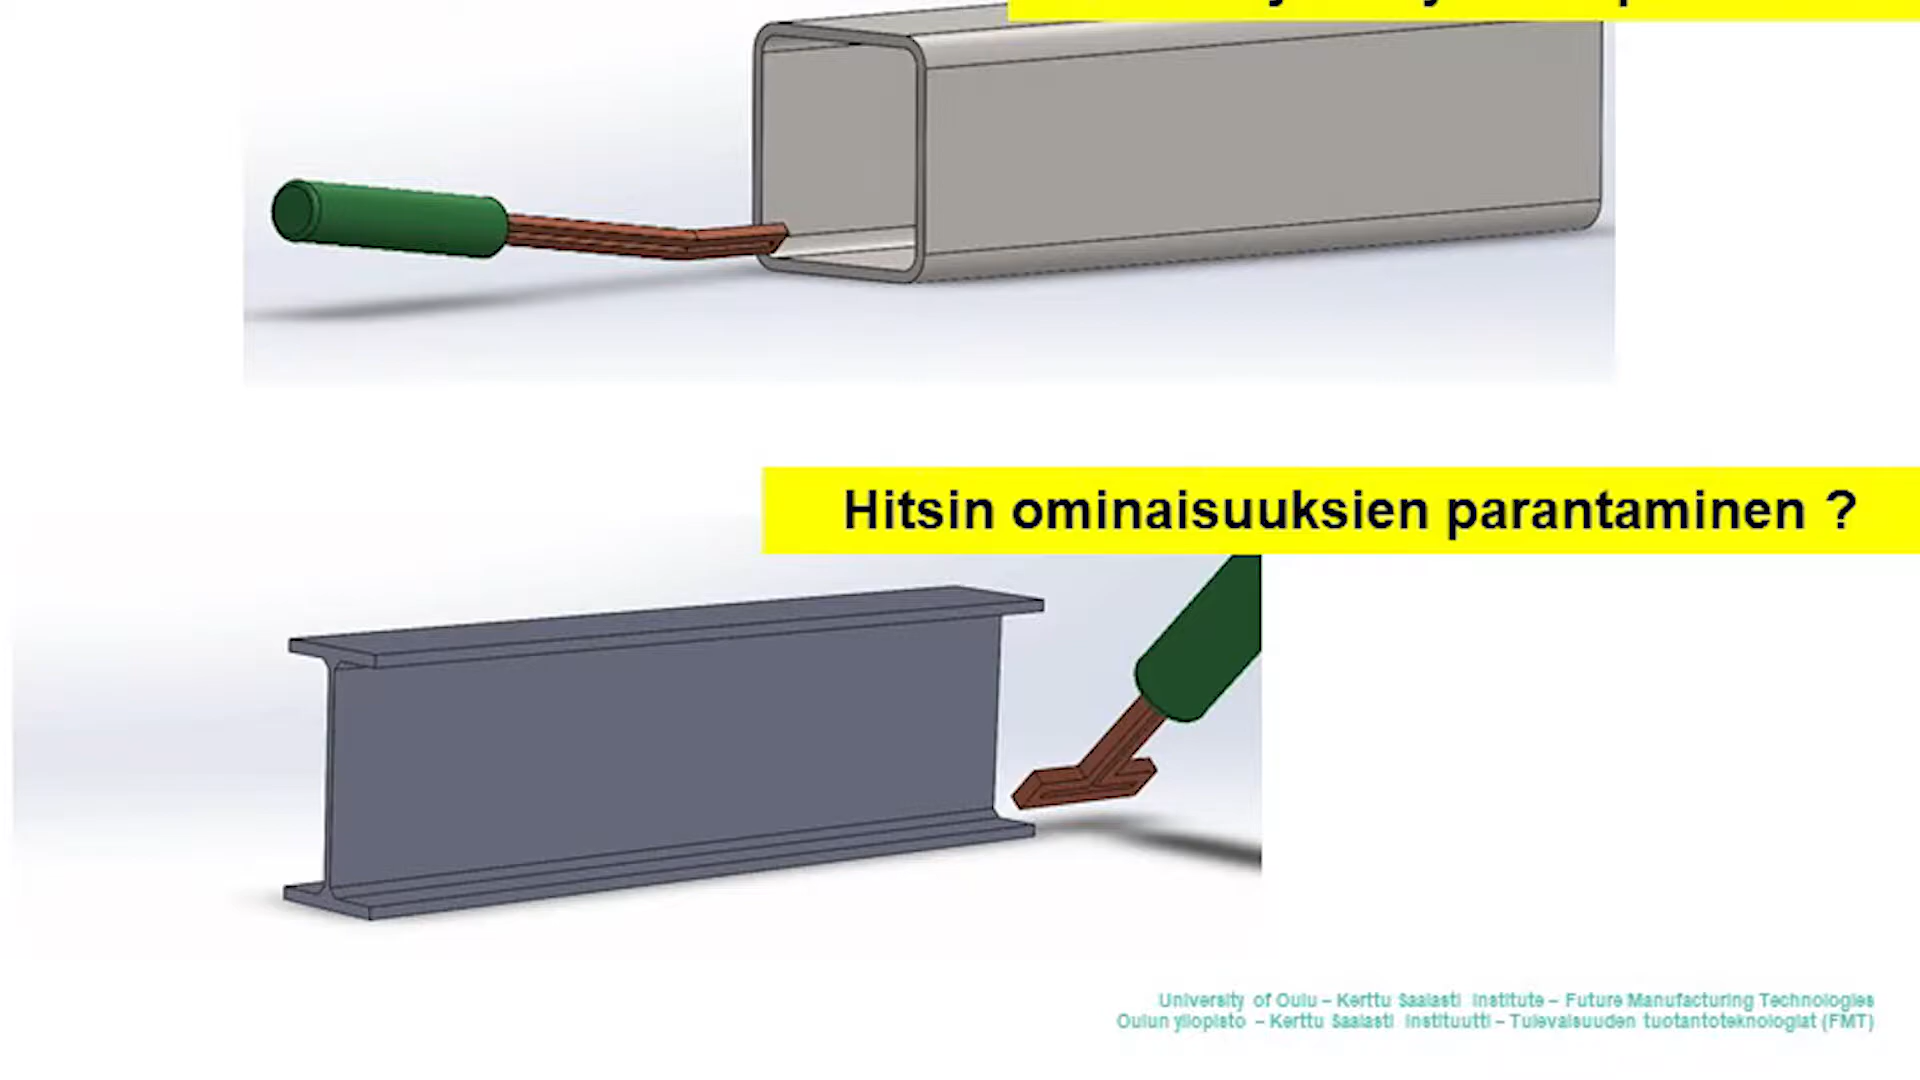 Hitsin ominaisuuksien parantaminen ?
University of Oulu – Kerttu Saalasti Institute – Future Manufacturing Technologies
Oulun yliopisto – Kerttu Saalasti Instituutti – Tulevaisuuden tuotantoteknologiat (FMT)